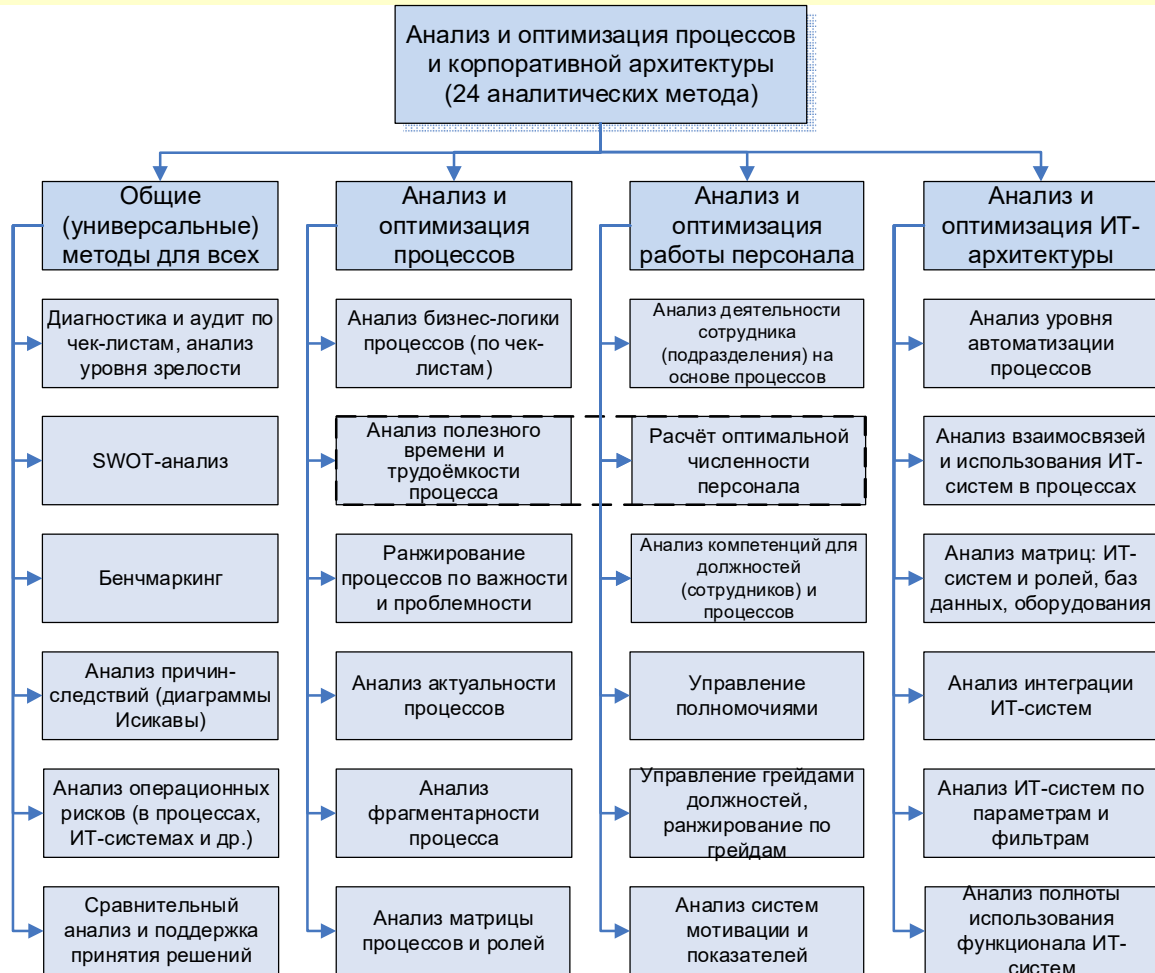 Анализ и оптимизация процессов
и корпоративной архитектуры
(24 аналитических метода)
Общие
(универсальные)
методы для всех
Диагностика и аудит по
чек-листам, анализ
уровня зрелости
SWOT-анализ
Бенчмаркинг
Анализ причин-
следствий (диаграммы
Исикавы)
Анализ операционных
рисков (в процессах,
ИТ-системах и др.)
Сравнительный
анализ и поддержка
принятия решений
Анализ и
оптимизация
процессов
Анализ бизнес-логики
процессов (по чек-
листам)
Анализ полезного
времени и
трудоёмкости
процесса
Ранжирование
процессов по важности
и проблемности
Анализ актуальности
процессов
Анализ
фрагментарности
процесса
Анализ матрицы
процессов и ролей
Анализ и
оптимизация
работы персонала
Анализ деятельности
сотрудника
(подразделения) на
основе процессов
Расчёт оптимальной
численности
персонала
Анализ компетенций для
должностей
(сотрудников) и
процессов
Управление
полномочиями
Управление грейдами
должностей,
ранжирование по
грейдам
Анализ систем
мотивации и
показателей
Анализ и
оптимизация ИТ-
архитектуры
Анализ уровня
автоматизации
процессов
Анализ взаимосвязей
и использования ИТ-
систем в процессах
Анализ матриц: ИТ-
систем и ролей, баз
данных, оборудования
Анализ интеграции
ИТ-систем
Анализ ИТ-систем по
параметрам и
фильтрам
Анализ полноты
использования
функционала ИТ-
систем